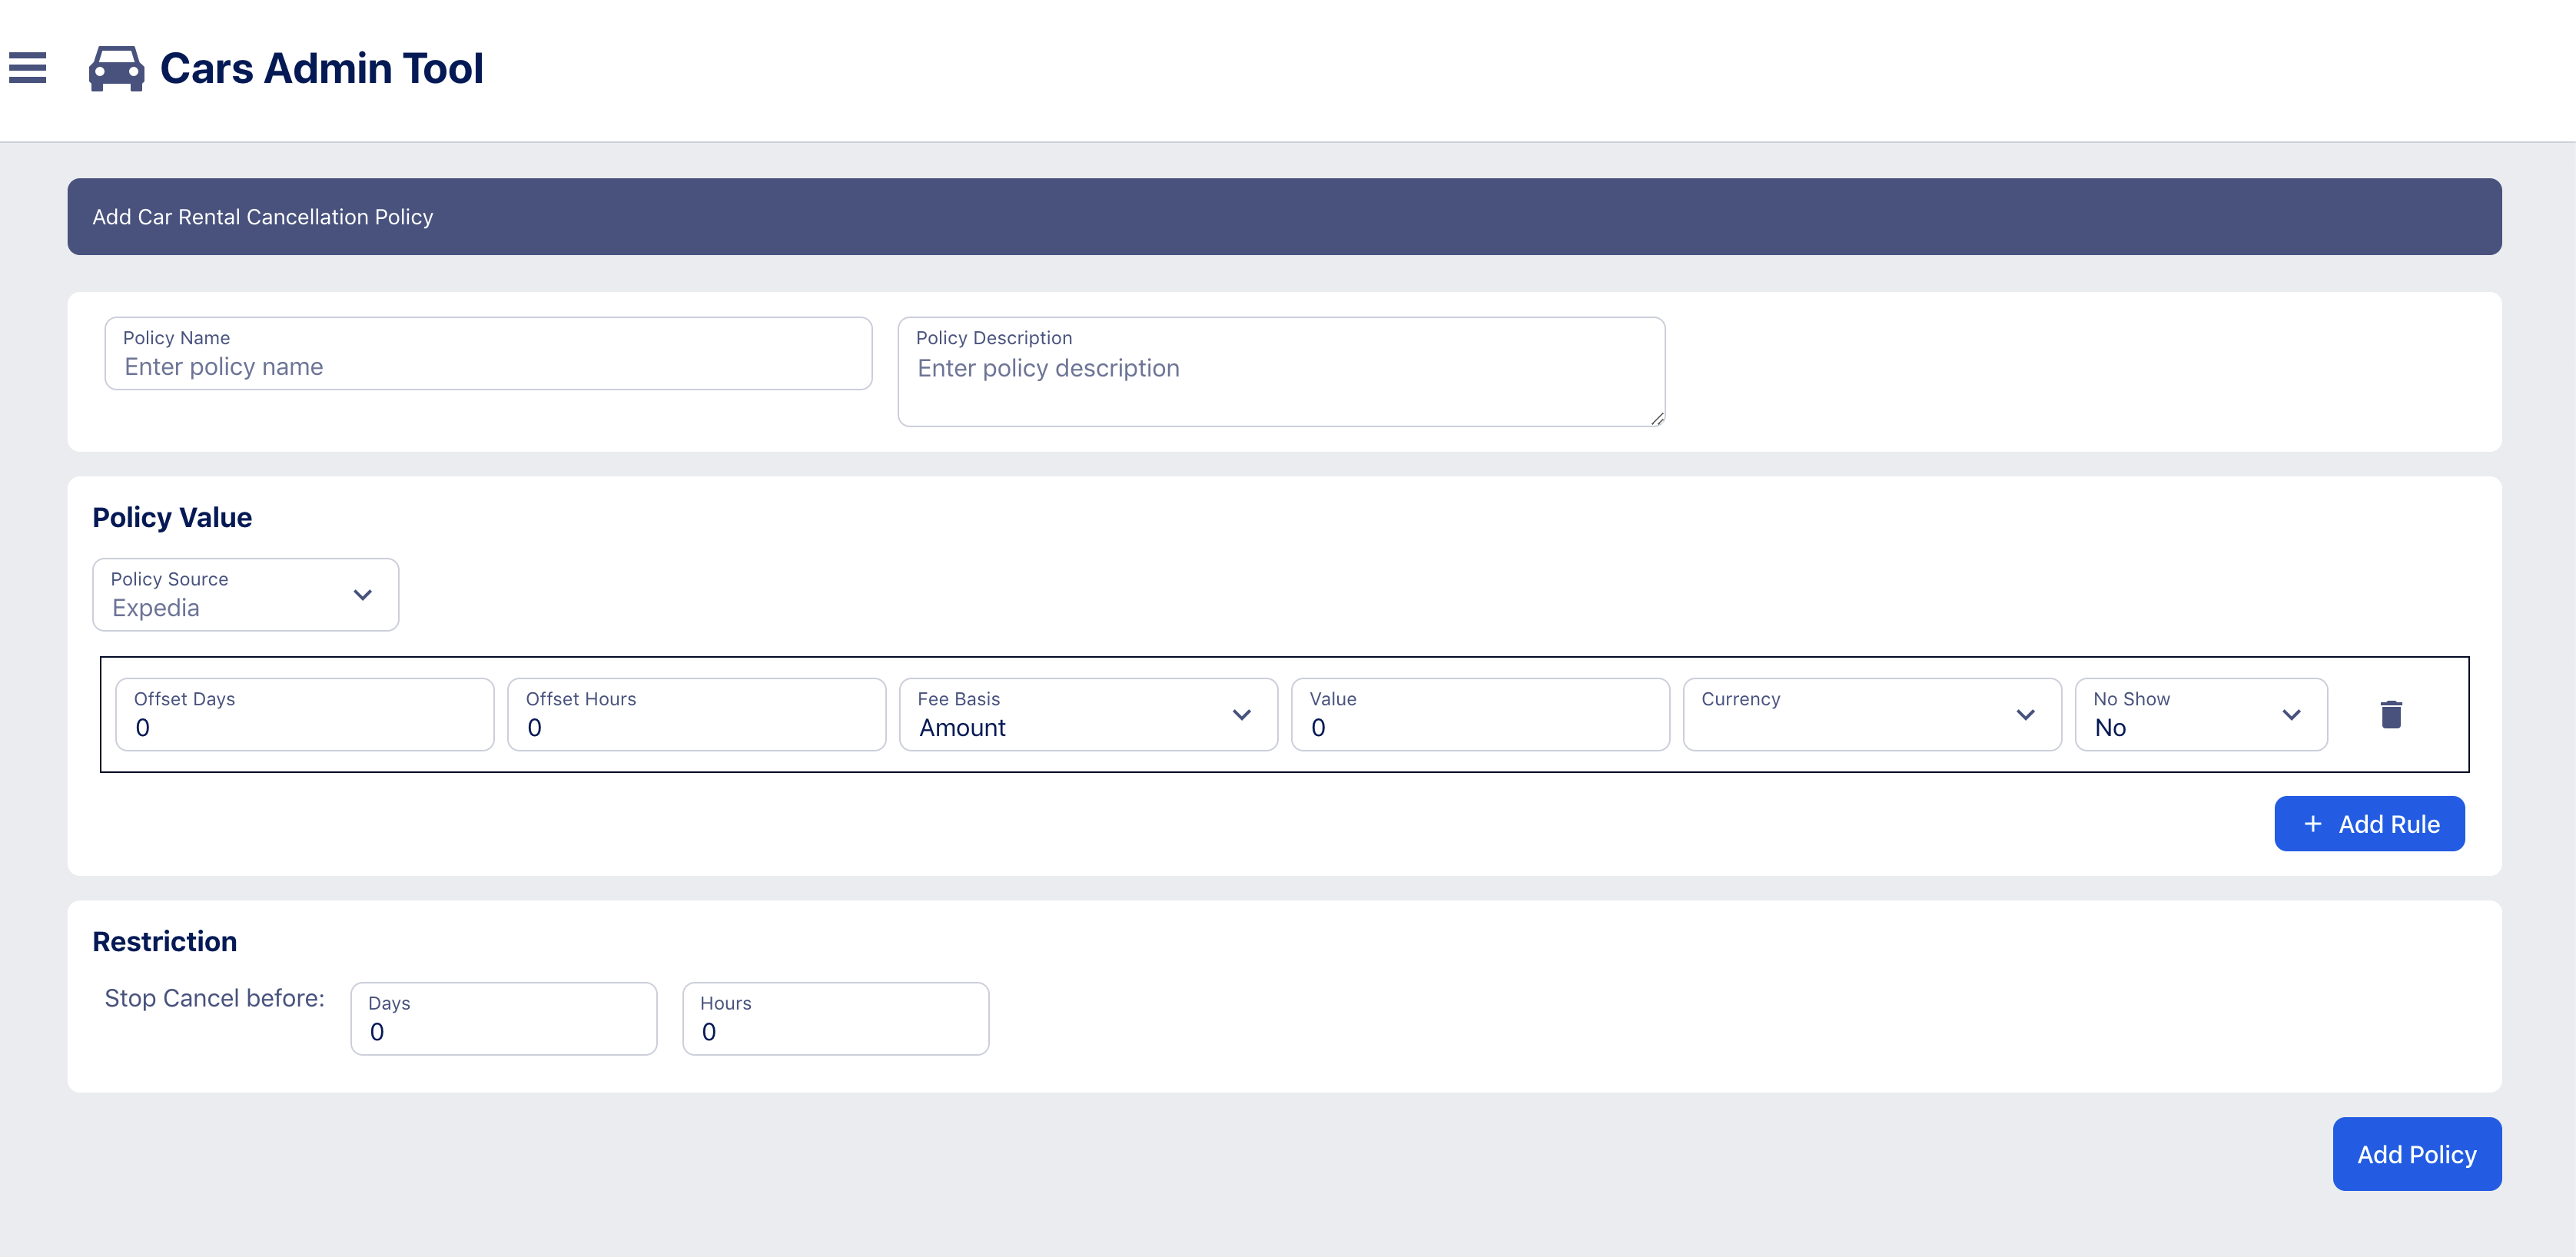 Cars Admin Tool
Add Car Rental Cancellation Policy
Policy Name
Enter policy name
Policy Description
Enter policy description
Policy Value
Policy Source
Expedia
Offset Days
0
Offset Hours
0
Fee Basis
Amount
Value
0
Currency
No Show
No
+ Add Rule
Restriction
Stop Cancel before:
Days
0
Hours
0
Add Policy